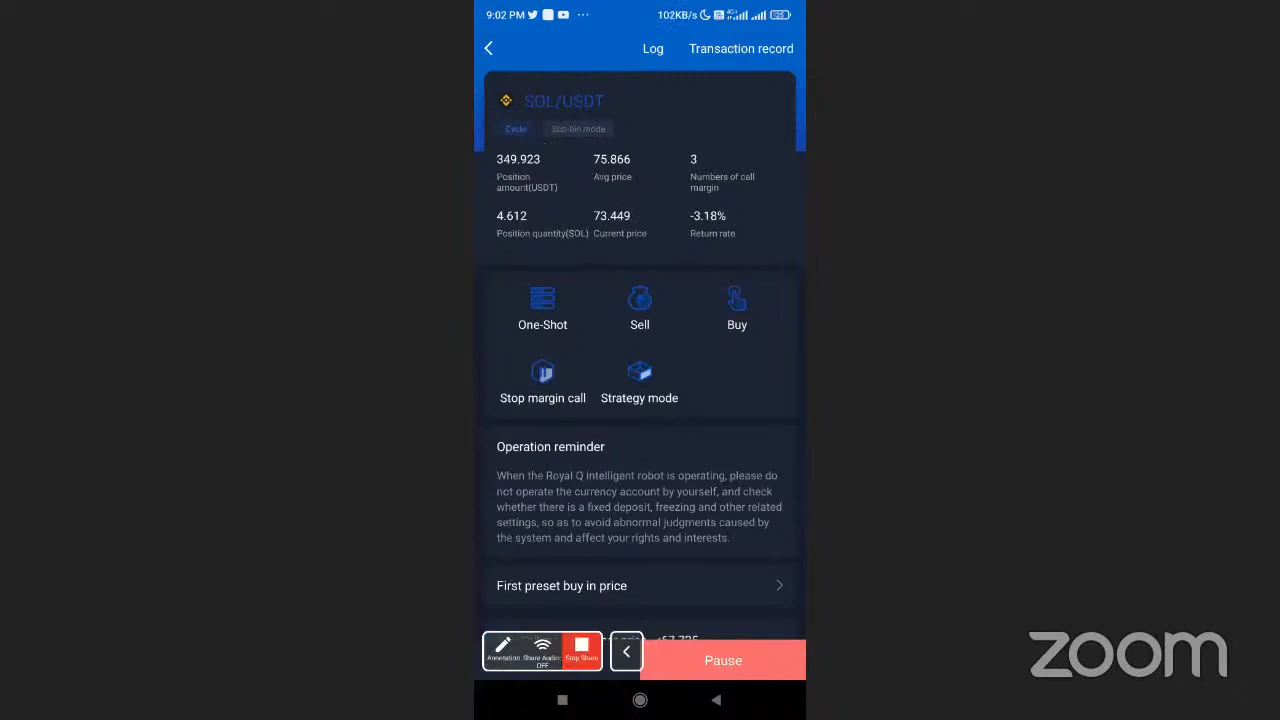 9:02 PM ... 102KB/s 4G+
Log Transaction record
SOL/USDT
Cycle Sub-bin mode
349.923 75.866 3
Position amount(USDT) Avg price Numbers of call margin
4.612 73.449 -3.18%
Position quantity(SOL) Current price Return rate
One-Shot Sell Buy
Stop margin call Strategy mode
Operation reminder
When the Royal Q intelligent robot is operating, please do
not operate the currency account by yourself, and check
whether there is a fixed deposit, freezing and other related
settings, so as to avoid abnormal judgments caused by
the system and affect your rights and interests.
First preset buy in price
Annotation Share Audio: OFF Stop Share
Pause
zoom